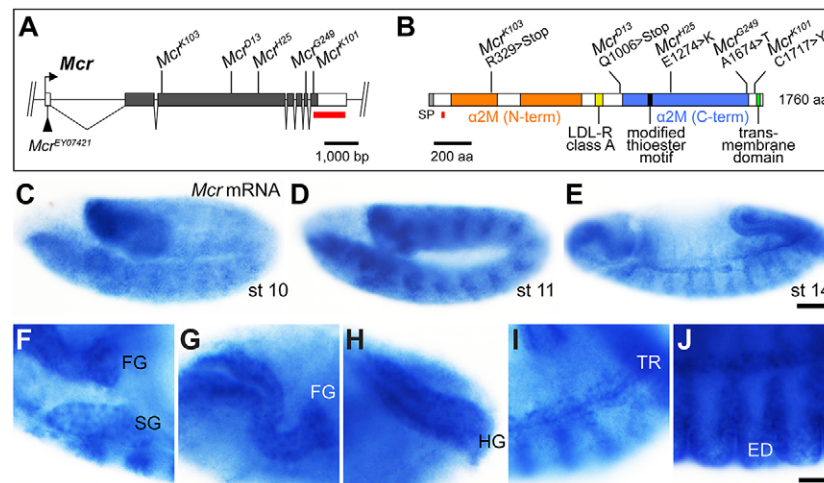 A
Mcr
Mcr^K103
Mcr^D13
Mcr^H25
Mcr^G249
Mcr^K101
Mcr^EY07421
1,000 bp
B
Mcr^K103
R329>Stop
Mcr^D13
Q1006>Stop
Mcr^H25
E1274>K
Mcr^G249
A1674>T
Mcr^K101
C1717>Y
1760 aa
SP
α2M (N-term)
α2M (C-term)
200 aa
LDL-R
class A
modified
thioester
motif
trans-
membrane
domain
C
Mcr mRNA
st 10
D
st 11
E
st 14
F
FG
SG
G
FG
H
HG
I
TR
J
ED